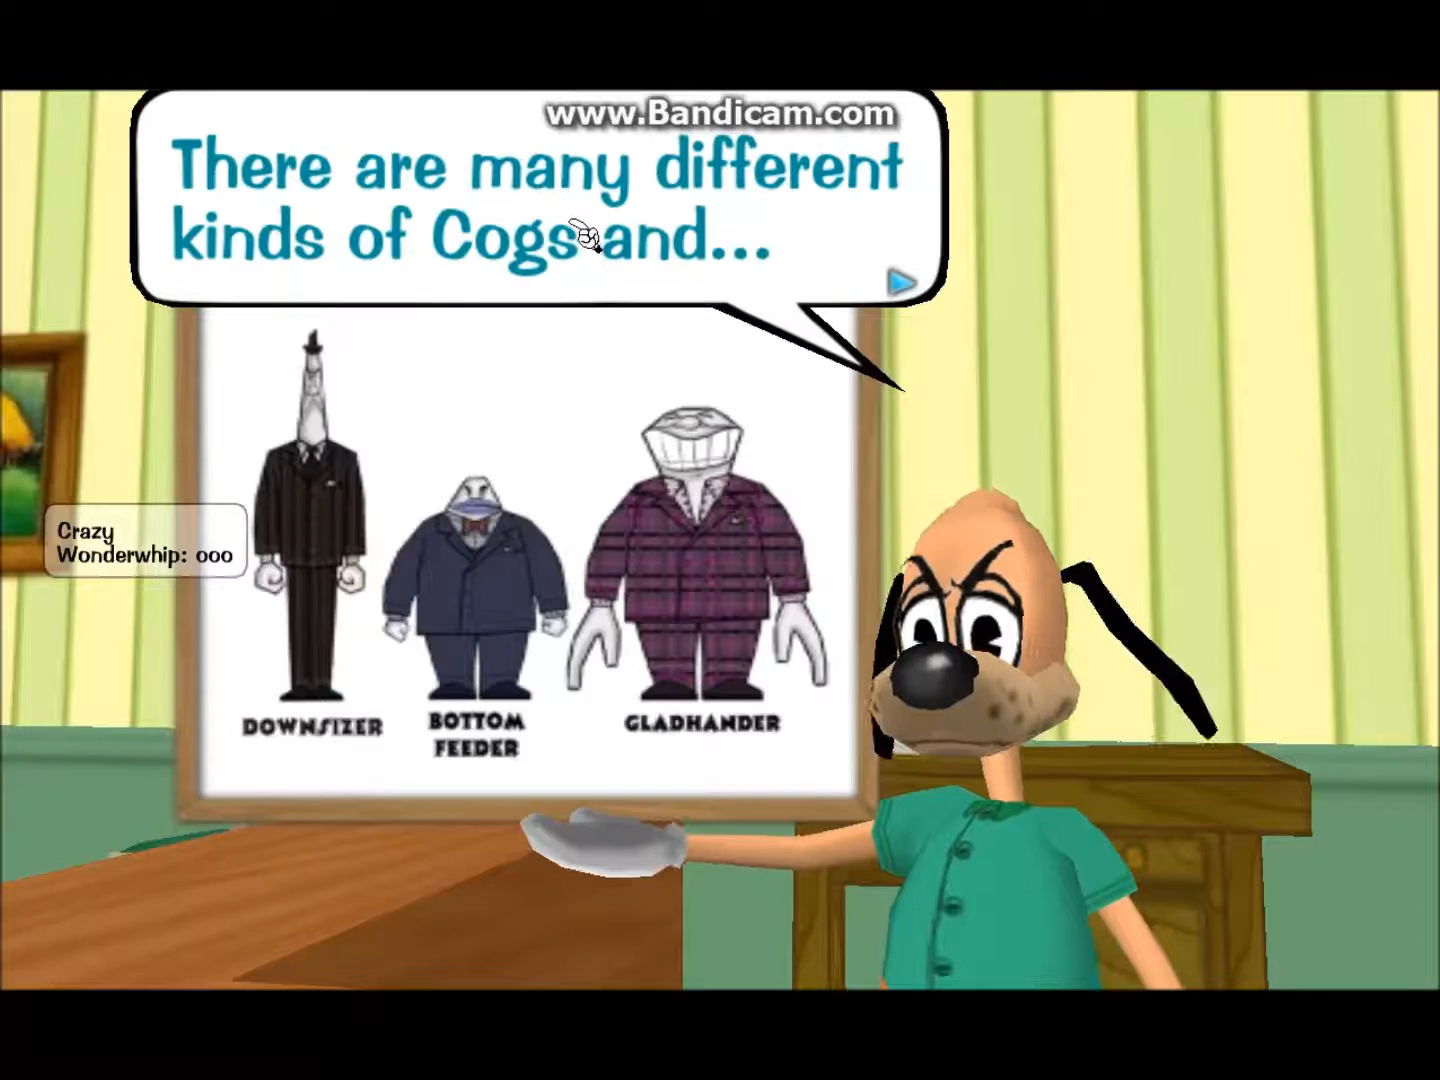 www.Bandicam.com
There are many different
kinds of Cogs and...
Crazy
Wonderwhip: ooo
DOWNSIZER
BOTTOM
FEEDER
GLADHANDER